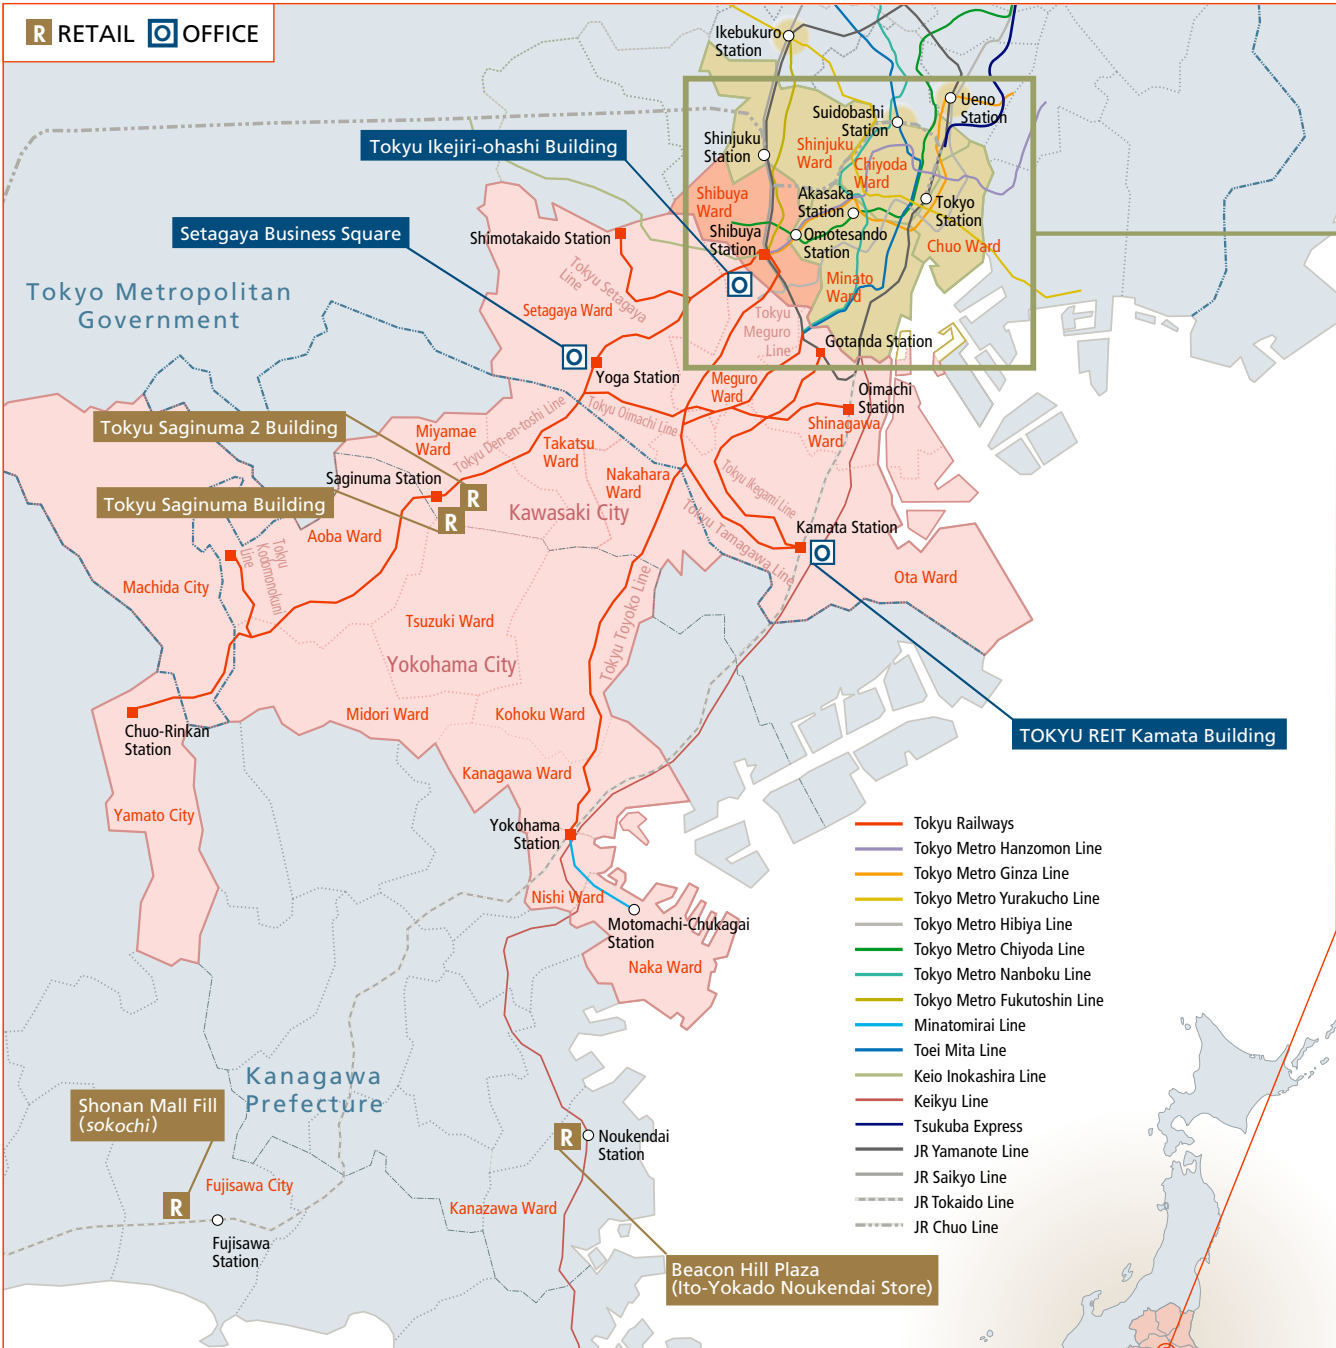 R RETAIL O OFFICE
Ikebukuro
Station
Ueno
Station
Suidobashi
Station
Shinjuku
Station
Shinjuku
Ward
Chiyoda
Ward
Tokyu Ikejiri-ohashi Building
Shibuya
Ward
Akasaka
Station
Tokyo
Station
Setagaya Business Square
Shimotakaido Station
Shibuya
Station
Omotesando
Station
Chuo Ward
Tokyu Setagaya
Line
Minato
Ward
O
Tokyo Metropolitan
Government
Setagaya Ward
Tokyu
Meguro
Line
Gotanda Station
O
Yoga Station
Meguro
Ward
Oimachi
Station
Tokyu Oimachi Line
Tokyu Den-en-toshi Line
Shinagawa
Ward
Tokyu Saginuma 2 Building
Miyamae
Ward
Takatsu
Ward
Nakahara
Ward
Tokyu Ikegami Line
Saginuma Station
R
Tokyu Saginuma Building
R
Kawasaki City
Tokyu Tamagawa Line
Kamata Station
O
Aoba Ward
Tokyu
Kodomonokuni
Line
Machida City
Ota Ward
Tokyu Toyoko Line
Tsuzuki Ward
Yokohama City
Midori Ward
Kohoku Ward
Chuo-Rinkan
Station
TOKYU REIT Kamata Building
Kanagawa Ward
Yamato City
Yokohama
Station
Nishi Ward
Motomachi-Chukagai
Station
Naka Ward
Tokyu Railways
Tokyo Metro Hanzomon Line
Tokyo Metro Ginza Line
Tokyo Metro Yurakucho Line
Tokyo Metro Hibiya Line
Tokyo Metro Chiyoda Line
Tokyo Metro Nanboku Line
Tokyo Metro Fukutoshin Line
Minatomirai Line
Toei Mita Line
Keio Inokashira Line
Keikyu Line
Tsukuba Express
JR Yamanote Line
JR Saikyo Line
JR Tokaido Line
JR Chuo Line
Kanagawa
Prefecture
Shonan Mall Fill
(sokochi)
R
Noukendai
Station
Fujisawa City
R
Kanazawa Ward
Fujisawa
Station
Beacon Hill Plaza
(Ito-Yokado Noukendai Store)